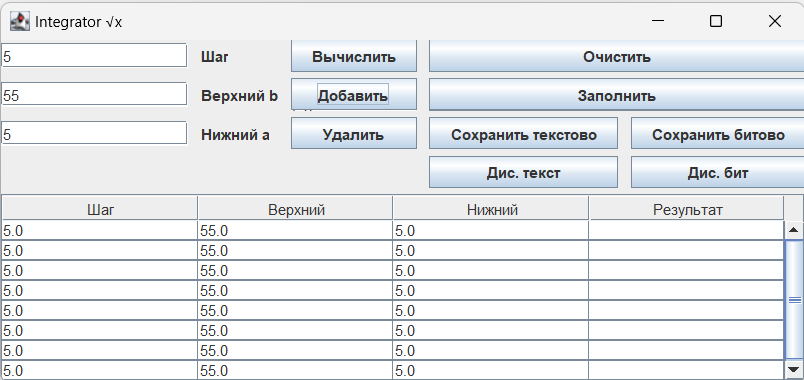 Integrator √x
5 Шаг Вычислить Очистить
55 Верхний b Добавить Заполнить
5 Нижний a Удалить Сохранить текстово Сохранить битово
Дис. текст Дис. бит
Шаг Верхний Нижний Результат
5.0 55.0 5.0
5.0 55.0 5.0
5.0 55.0 5.0
5.0 55.0 5.0
5.0 55.0 5.0
5.0 55.0 5.0
5.0 55.0 5.0
5.0 55.0 5.0